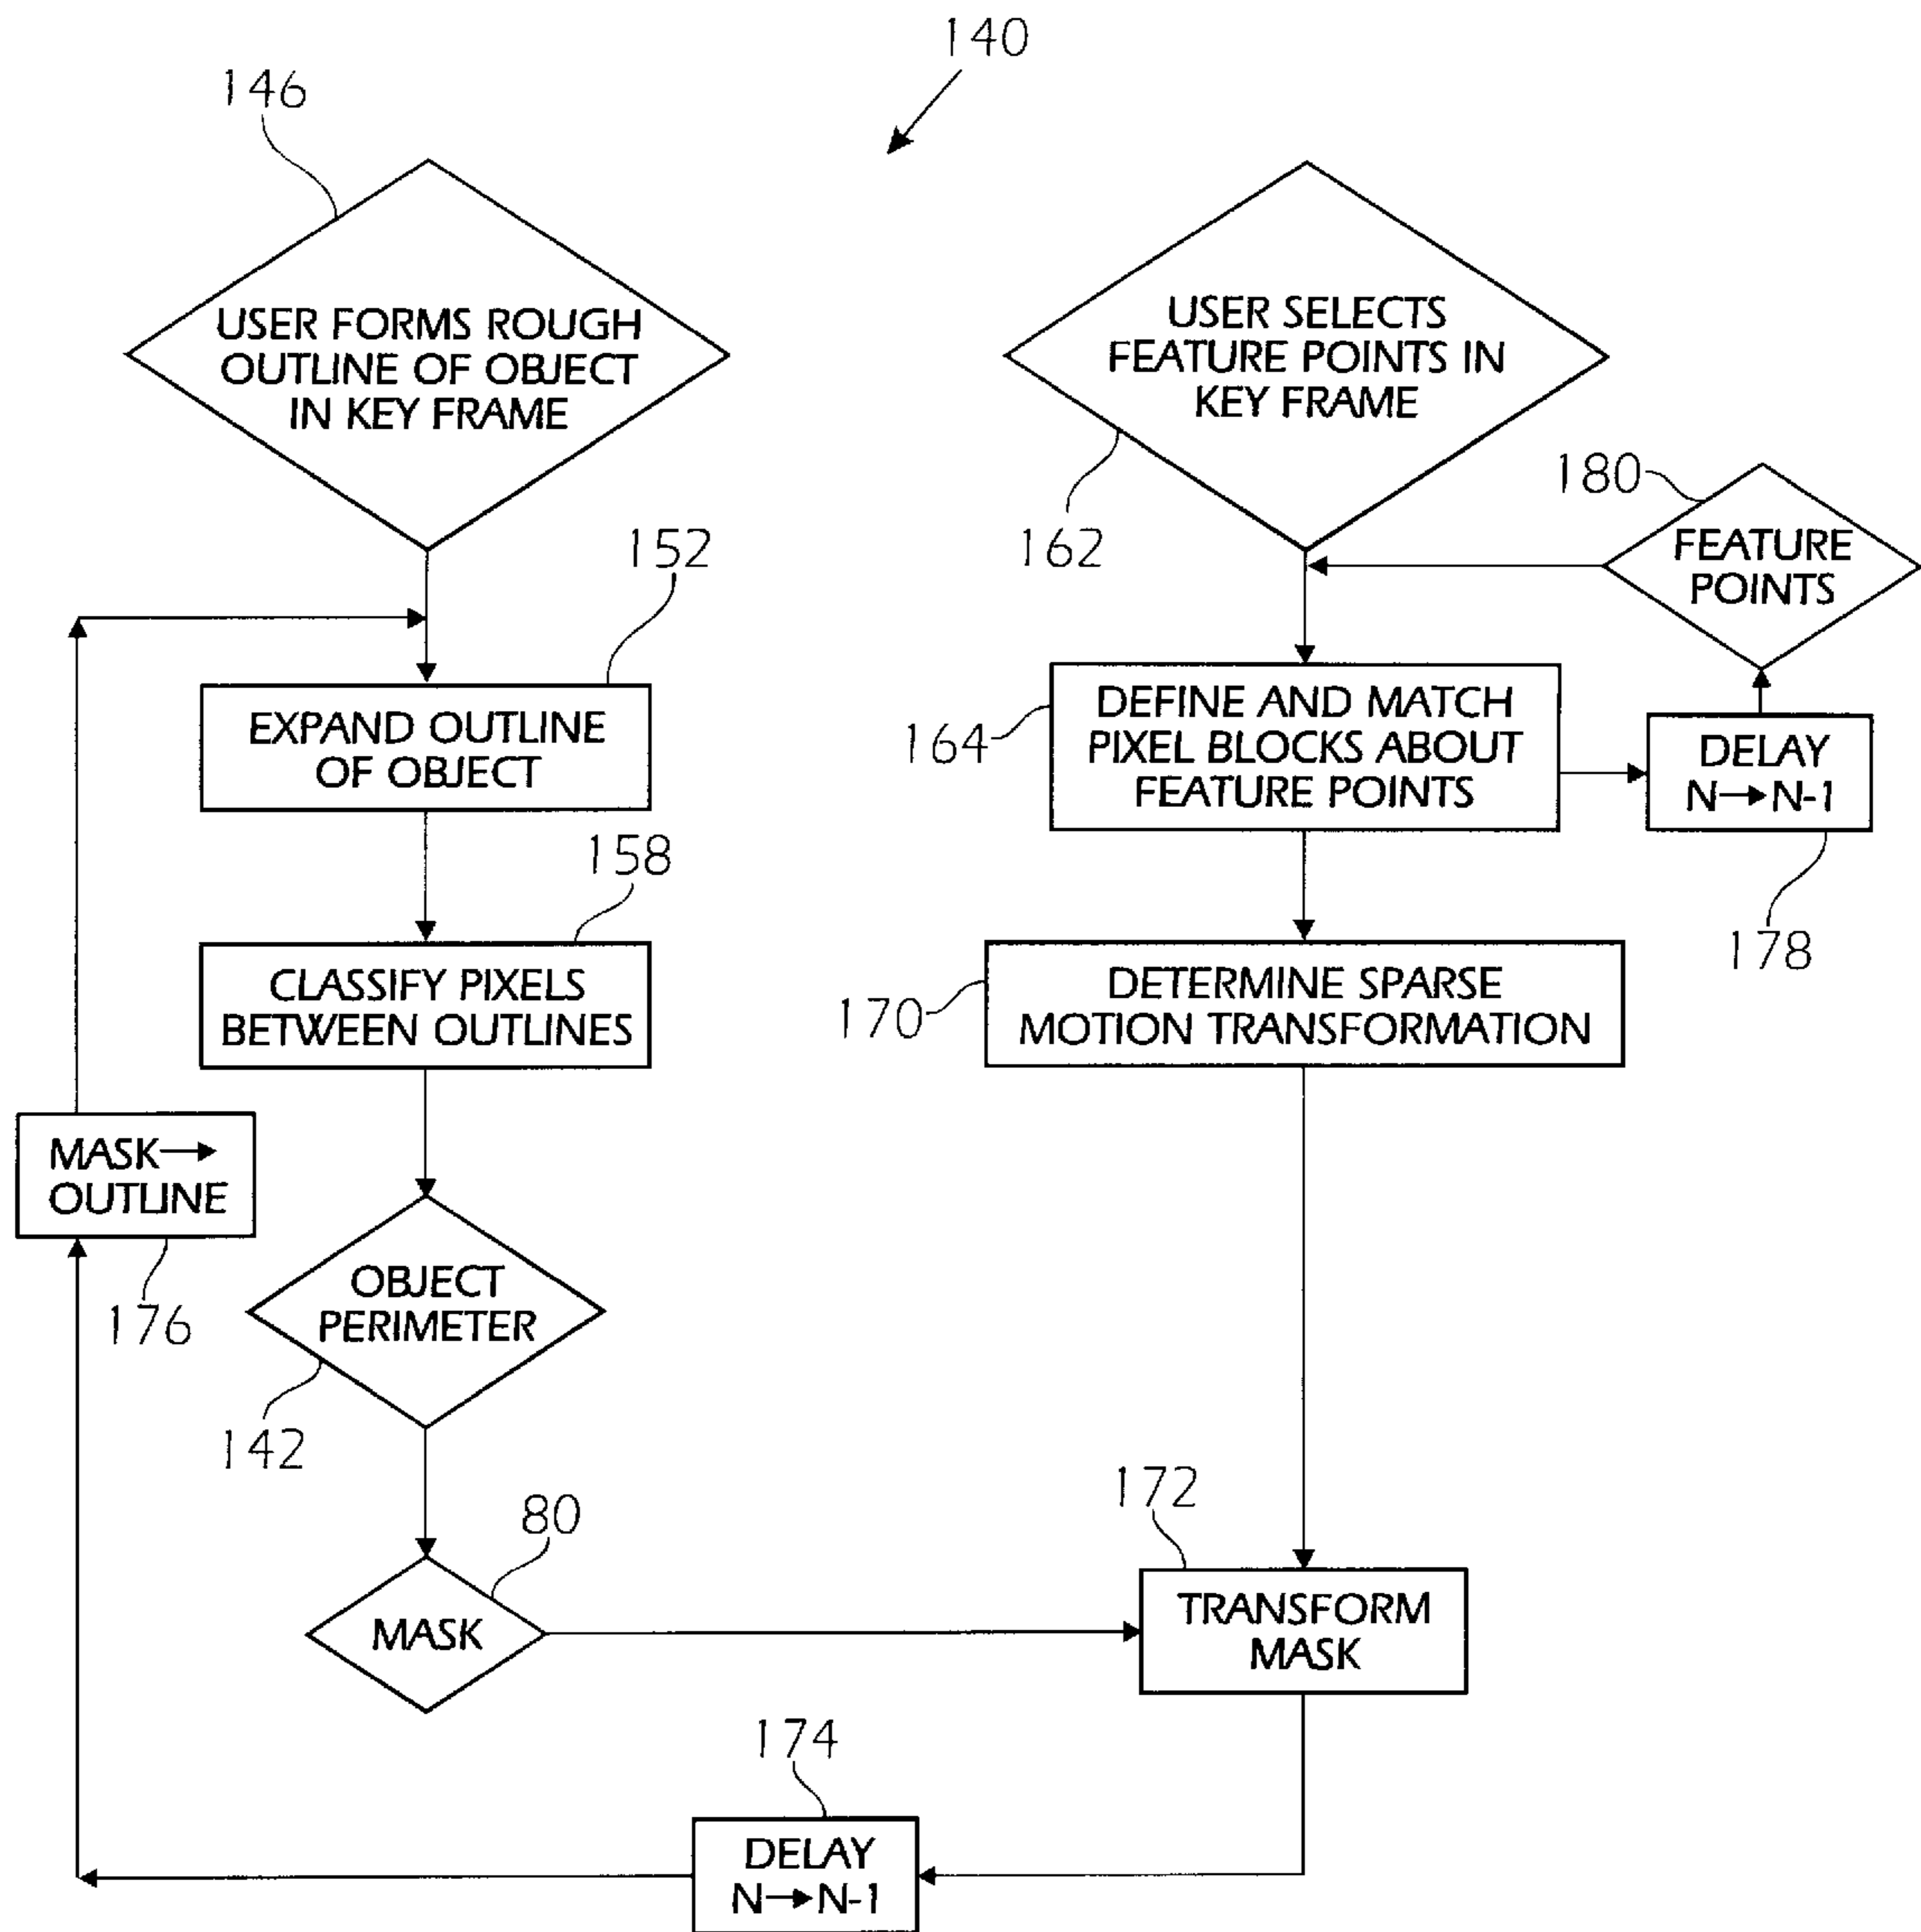 140
146
USER FORMS ROUGH
OUTLINE OF OBJECT
IN KEY FRAME
USER SELECTS
FEATURE POINTS IN
KEY FRAME
162
180
FEATURE
POINTS
152
EXPAND OUTLINE
OF OBJECT
164
DEFINE AND MATCH
PIXEL BLOCKS ABOUT
FEATURE POINTS
DELAY
N→N-1
178
158
CLASSIFY PIXELS
BETWEEN OUTLINES
170
DETERMINE SPARSE
MOTION TRANSFORMATION
MASK→
OUTLINE
176
OBJECT
PERIMETER
142
80
MASK
172
TRANSFORM
MASK
174
DELAY
N→N-1